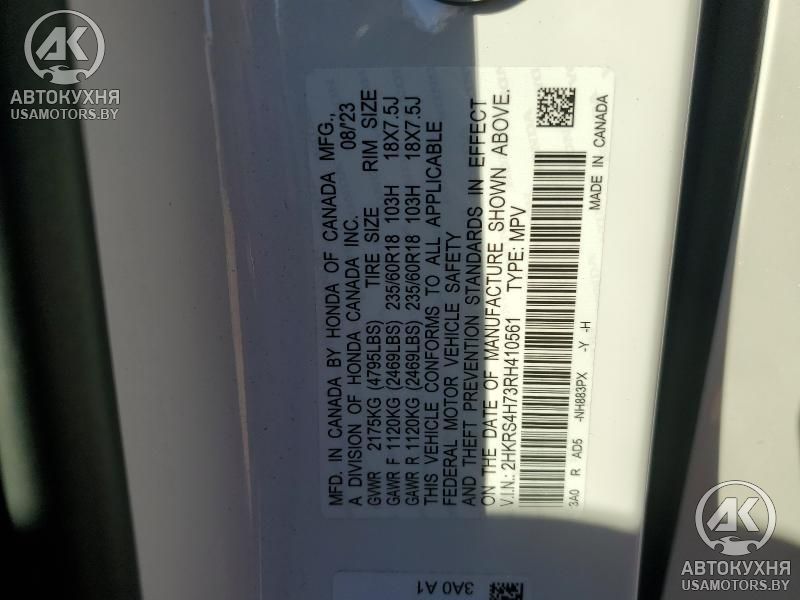 АВТОКУХНЯ
USAMOTORS.BY
MFD. IN CANADA BY HONDA OF CANADA MFG.,
A DIVISION OF HONDA CANADA INC. 08/23
GVWR 2175KG (4795LBS) TIRE SIZE RIM SIZE
GAWR F 1120KG (2469LBS) 235/60R18 103H 18X7.5J
GAWR R 1120KG (2469LBS) 235/60R18 103H 18X7.5J
THIS VEHICLE CONFORMS TO ALL APPLICABLE
FEDERAL MOTOR VEHICLE SAFETY
AND THEFT PREVENTION STANDARDS IN EFFECT
ON THE DATE OF MANUFACTURE SHOWN ABOVE.
V.I.N.: 2HKRS4H73RH410561 TYPE: MPV
3A0 R AD5 -NH883PX -Y -H
MADE IN CANADA
3A0 A1
АВТОКУХНЯ
USAMOTORS.BY